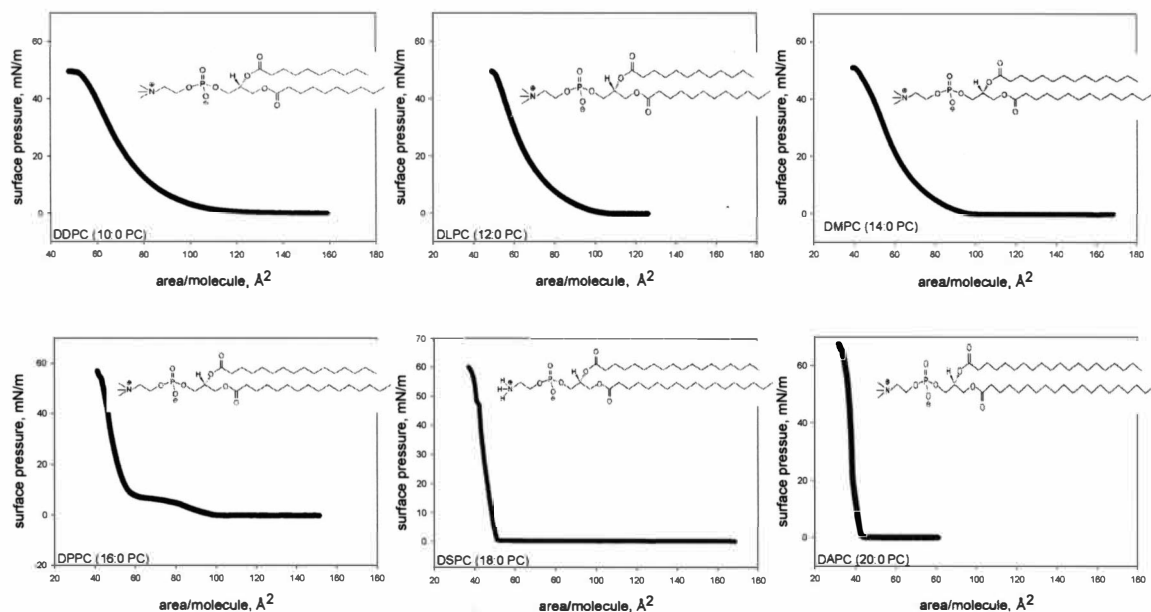 surface pressure, mN/m
60
40
20
0
O
O
H
O
O
P
O
O
N
⊕
O
⊖
O
DDPC (10:0 PC)
40 60 80 100 120 140 160 180
area/molecule, Å2
surface pressure, mN/m
60
40
20
0
O
O
H
O
O
P
O
O
N
⊕
O
⊖
O
DLPC (12:0 PC)
20 40 60 80 100 120 140 160 180
area/molecule, Å2
surface pressure, mN/m
60
40
20
0
O
O
H
O
O
P
O
O
N
⊕
O
⊖
O
DMPC (14:0 PC)
20 40 60 80 100 120 140 160 180
area/molecule, Å2
surface pressure, mN/m
60
40
20
0
-20
O
O
H
O
O
P
O
O
N
⊕
O
⊖
O
DPPC (16:0 PC)
20 40 60 80 100 120 140 160 180
area/molecule, Å2
surface pressure, mN/m
70
60
50
40
30
20
10
0
O
O
H
O
O
P
O
O
H
⊕
H-N
H
O
⊖
O
DSPC (18:0 PC)
20 40 60 80 100 120 140 160 180
area/molecule, Å2
surface pressue, mN/m
60
40
20
0
O
O
H
O
O
P
O
O
N
⊕
O
⊖
O
DAPC (20:0 PC)
20 40 60 80 100 120 140 160 180
area/molecule, Å2